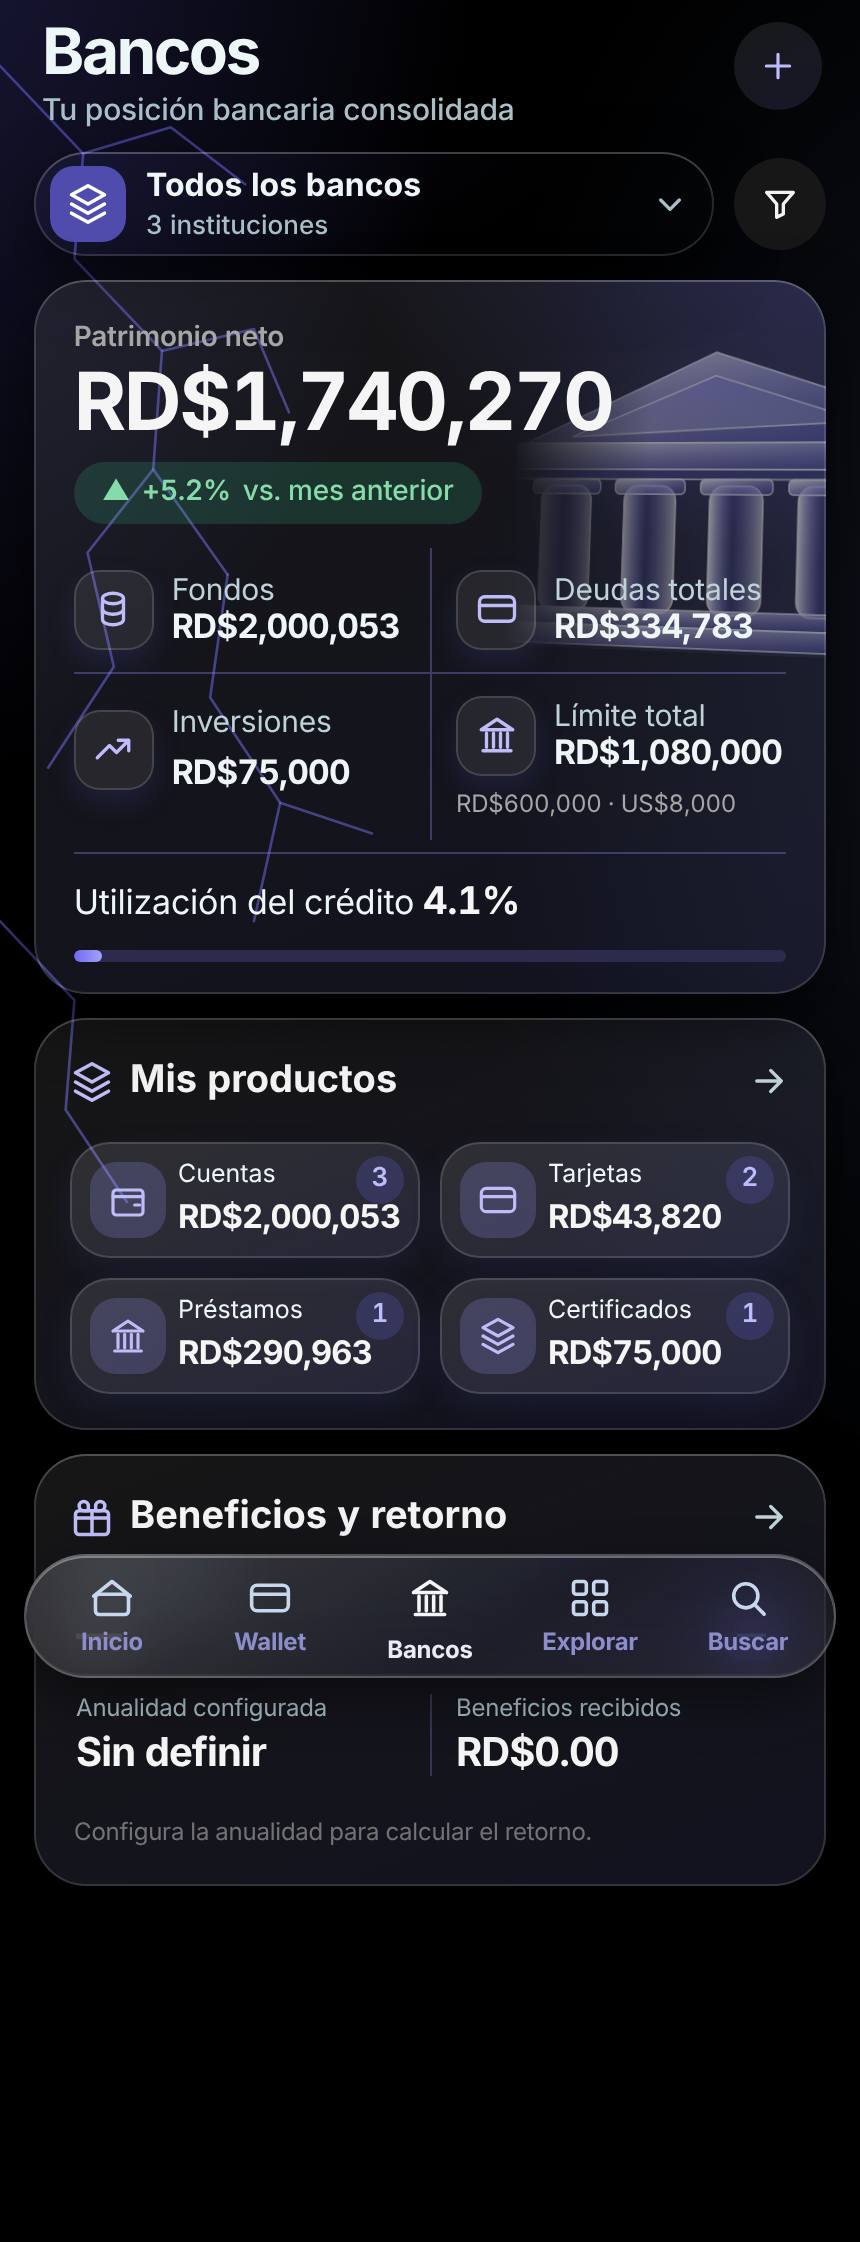 Bancos
Tu posición bancaria consolidada
Todos los bancos
3 instituciones
Patrimonio neto
RD$1,740,270
▲ +5.2% vs. mes anterior
Fondos
RD$2,000,053
Deudas totales
RD$334,783
Inversiones
RD$75,000
Límite total
RD$1,080,000
RD$600,000 · US$8,000
Utilización del crédito 4.1%
Mis productos
Cuentas
3
RD$2,000,053
Tarjetas
2
RD$43,820
Préstamos
1
RD$290,963
Certificados
1
RD$75,000
Beneficios y retorno
Inicio
Wallet
Bancos
Explorar
Buscar
Anualidad configurada
Sin definir
Beneficios recibidos
RD$0.00
Configura la anualidad para calcular el retorno.